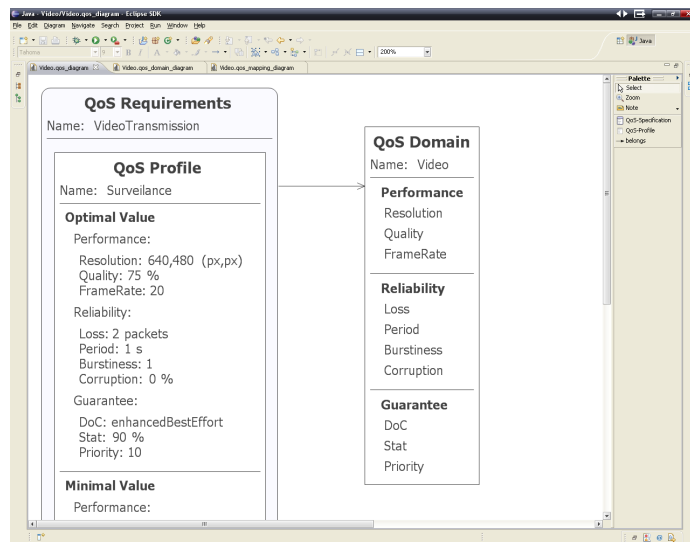 Java - Video/Video.qos_diagram - Eclipse SDK
File Edit Diagram Navigate Search Project Run Window Help
Tahoma 9 B I A 200% Java
Video.qos_diagram Video.qos_domain_diagram Video.qos_mapping_diagram
QoS Requirements
Name: VideoTransmission
QoS Profile
Name: Surveilance
Optimal Value
Performance:
Resolution: 640,480 (px,px)
Quality: 75 %
FrameRate: 20
Reliability:
Loss: 2 packets
Period: 1 s
Burstiness: 1
Corruption: 0 %
Guarantee:
DoC: enhancedBestEffort
Stat: 90 %
Priority: 10
Minimal Value
Performance:
QoS Domain
Name: Video
Performance
Resolution
Quality
FrameRate
Reliability
Loss
Period
Burstiness
Corruption
Guarantee
DoC
Stat
Priority
Palette
Select
Zoom
Note
QoS-Specification
QoS-Profile
belongs